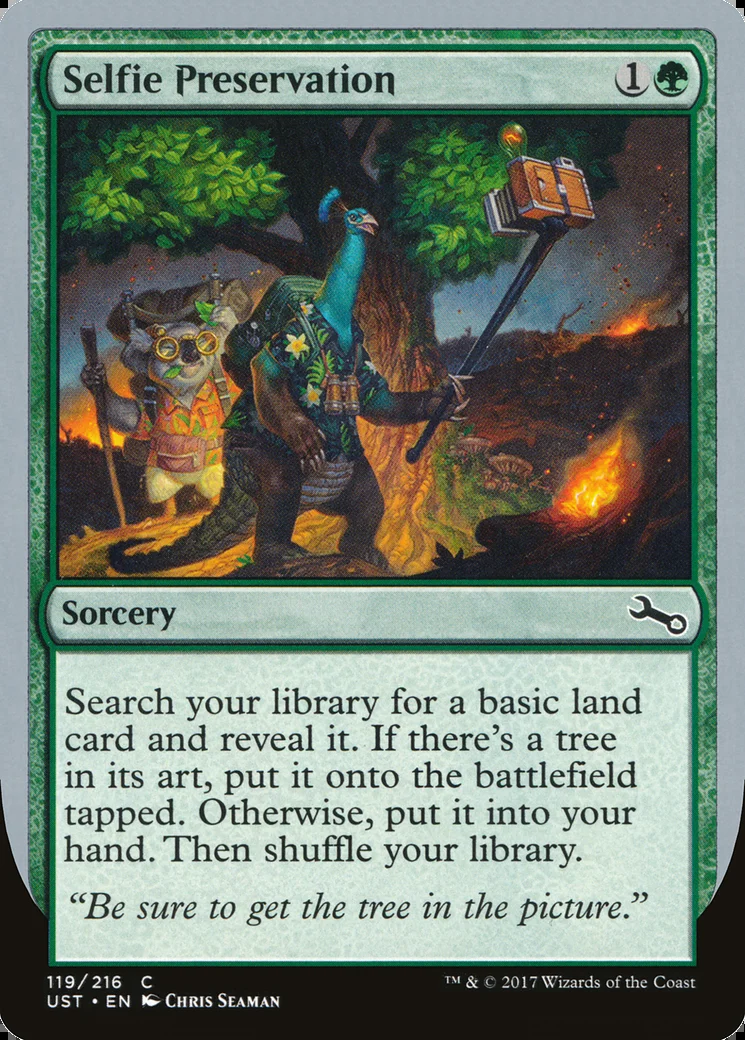 Selfie Preservation 1
Sorcery
Search your library for a basic land
card and reveal it. If there's a tree
in its art, put it onto the battlefield
tapped. Otherwise, put it into your
hand. Then shuffle your library.
“Be sure to get the tree in the picture.”
119/216 C
™ & © 2017 Wizards of the Coast
UST • EN Chris Seaman